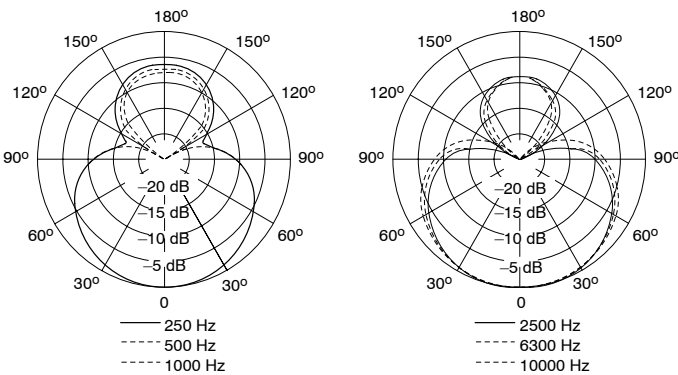 180º 180º
150º 150º 150º 150º
120º 120º 120º 120º
90º 90º 90º 90º
–20 dB –20 dB
–15 dB –15 dB
60º 60º 60º 60º
–10 dB –10 dB
–5 dB –5 dB
30º 30º 30º 30º
0 0
250 Hz 2500 Hz
500 Hz 6300 Hz
1000 Hz 10000 Hz